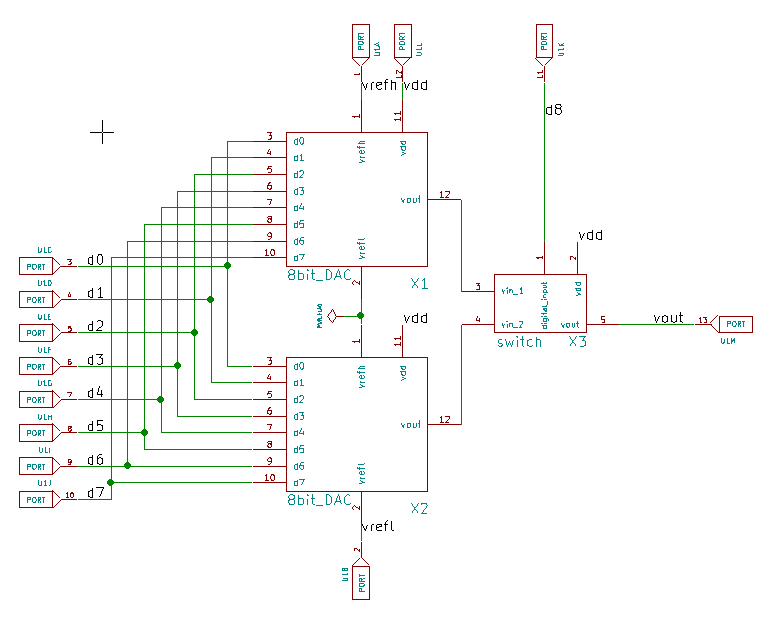 PORT U1A
PORT U1L
PORT U1K
1
12
11
vrefh vdd
d8
1
11
3 d0
4 d1
5 d2
6 d3
7 d4
8 d5
9 d6
10 d7
vrefh
vdd
vout 12
vrefl
8bit_DAC
X1
2
vdd
1
2
3 vin_1
4 vin_2
digital_input
vdd
vout 5
switch X3
vout
13 PORT
U1M
U1C
PORT 3 d0
U1D
PORT 4 d1
U1E
PORT 5 d2
U1F
PORT 6 d3
U1G
PORT 7 d4
U1H
PORT 8 d5
U1I
PORT 9 d6
U1J
PORT 10 d7
vdd
1
11
3 d0
4 d1
5 d2
6 d3
7 d4
8 d5
9 d6
10 d7
vrefh
vdd
vout 12
vrefl
8bit_DAC
X2
2
vrefl
2
U1B
PORT